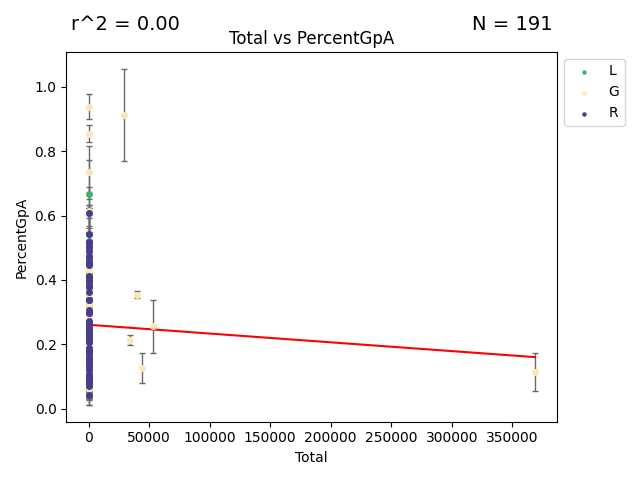 r^2 = 0.00
N = 191
Total vs PercentGpA
L
G
R
PercentGpA
1.0
0.8
0.6
0.4
0.2
0.0
0 50000 100000 150000 200000 250000 300000 350000
Total